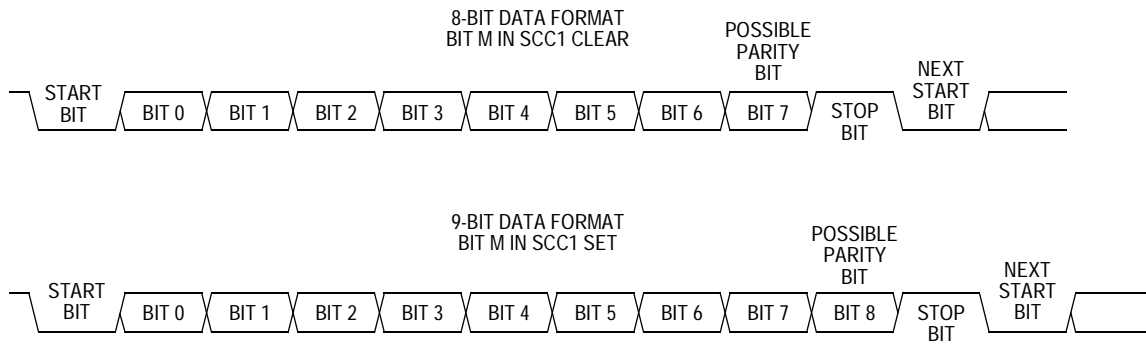 8-BIT DATA FORMAT
BIT M IN SCC1 CLEAR
POSSIBLE
PARITY
BIT
NEXT
START
BIT
START
BIT
BIT 0
BIT 1
BIT 2
BIT 3
BIT 4
BIT 5
BIT 6
BIT 7
STOP
BIT
9-BIT DATA FORMAT
BIT M IN SCC1 SET
POSSIBLE
PARITY
BIT
NEXT
START
BIT
START
BIT
BIT 0
BIT 1
BIT 2
BIT 3
BIT 4
BIT 5
BIT 6
BIT 7
BIT 8
STOP
BIT